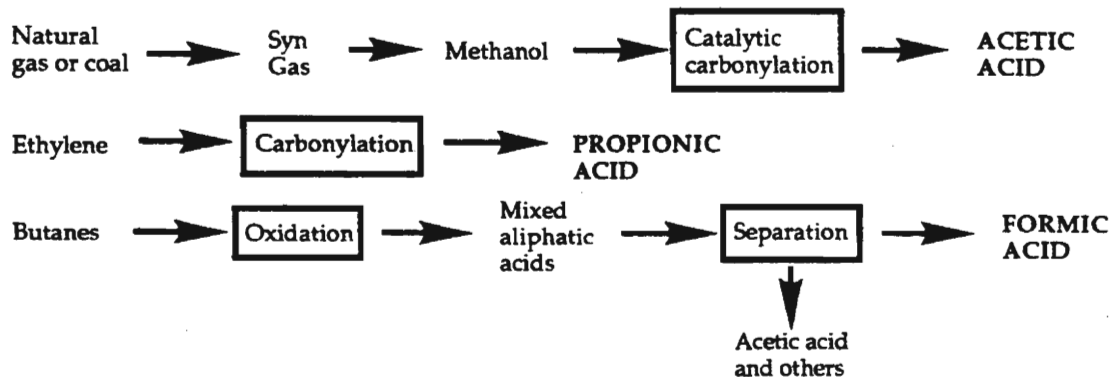 Natural
gas or coal
Syn
Gas
Methanol
Catalytic
carbonylation
ACETIC
ACID
Ethylene
Carbonylation
PROPIONIC
ACID
Butanes
Oxidation
Mixed
aliphatic
acids
Separation
FORMIC
ACID
Acetic acid
and others